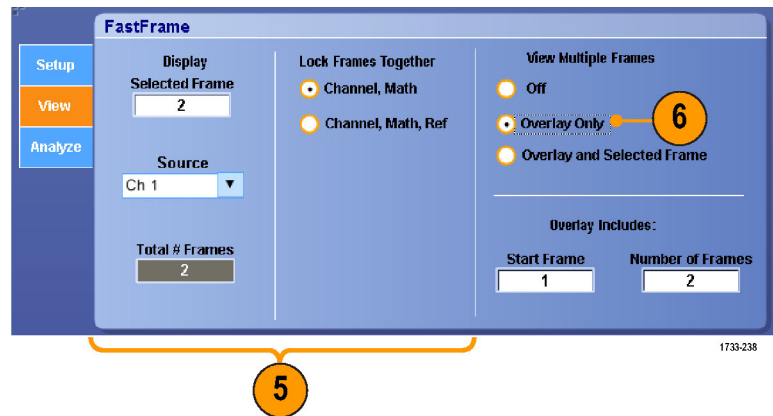 FastFrame
Setup
View
Analyze
Display
Selected Frame
2
Source
Ch 1
Total # Frames
2
Lock Frames Together
Channel, Math
Channel, Math, Ref
View Multiple Frames
Off
Overlay Only
6
Overlay and Selected Frame
Overlay Includes:
Start Frame
1
Number of Frames
2
1733-238
5